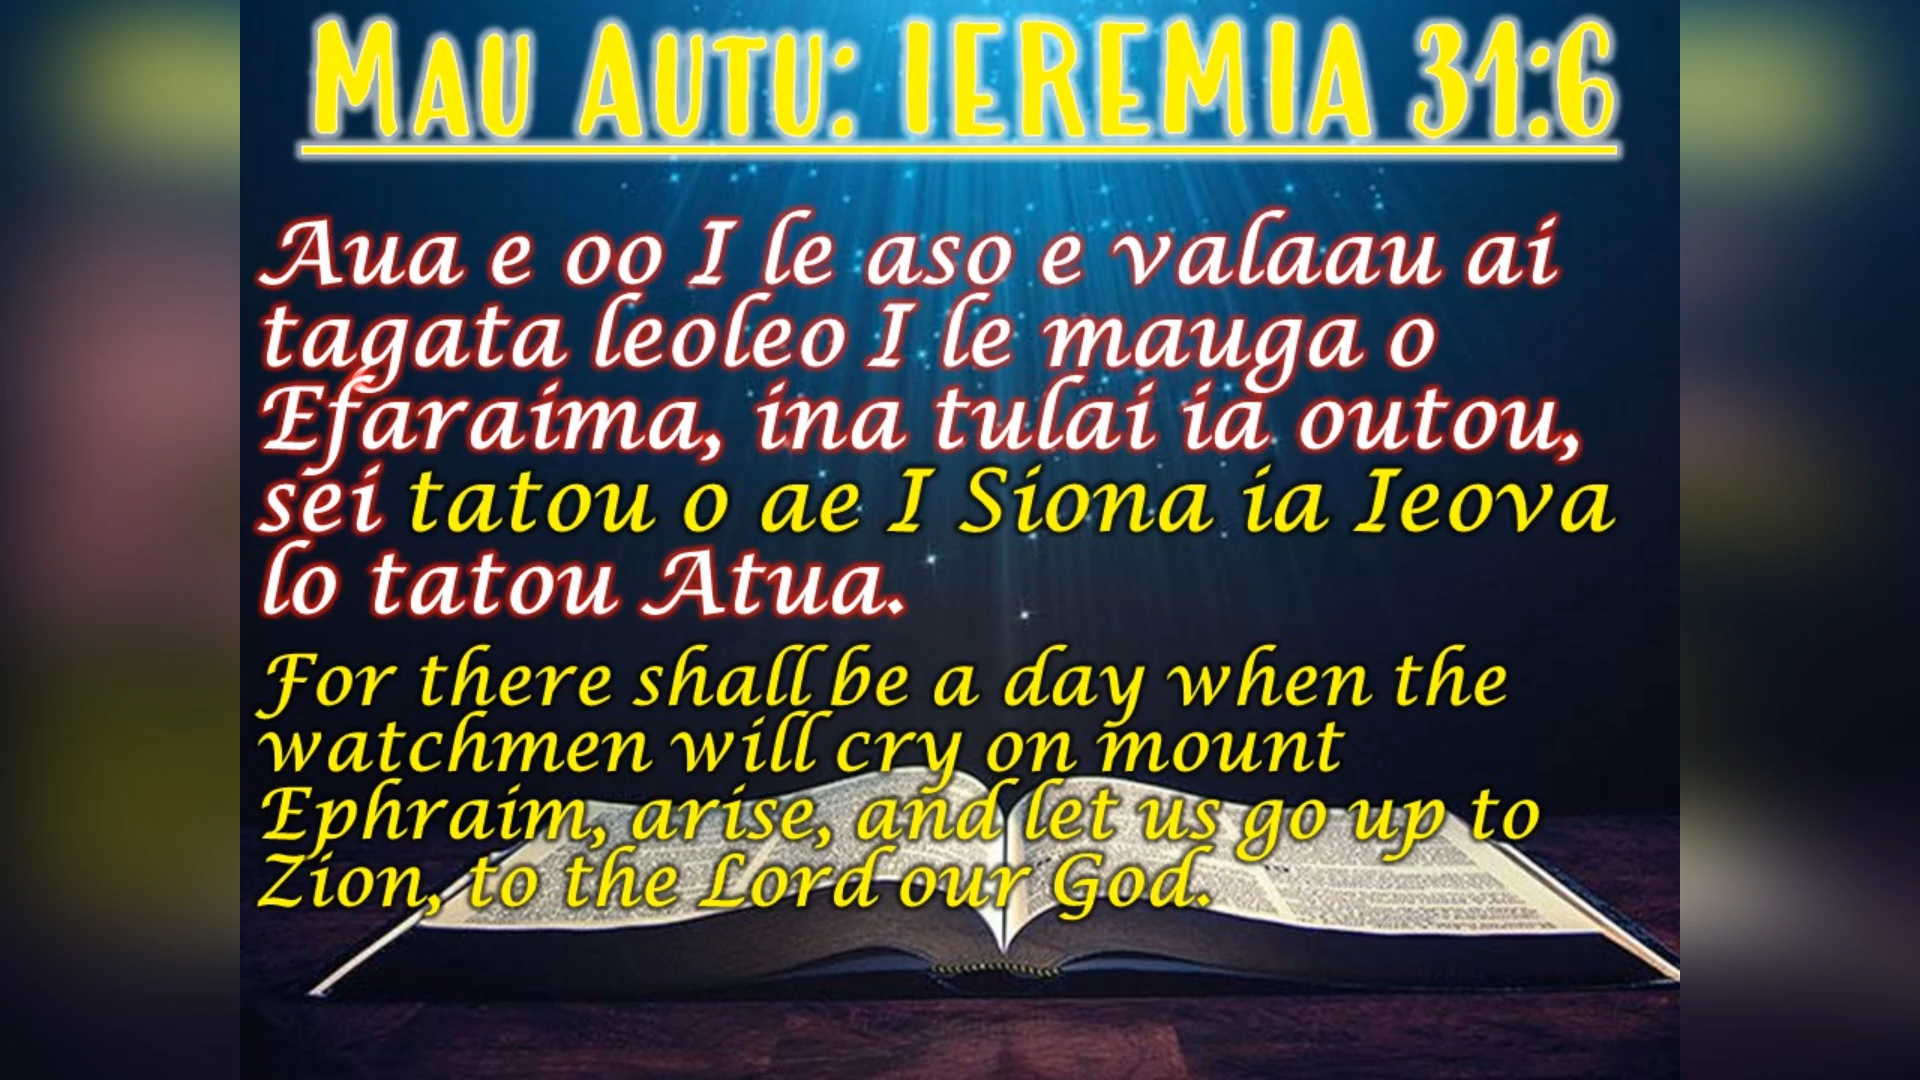 MAU AUTU: IEREMIA 31:6
Aua e oo I le aso e valaau ai
tagata leoleo I le mauga o
Efaraima, ina tulai ia outou,
sei tatou o ae I Siona ia Ieova
lo tatou Atua.
For there shall be a day when the
watchmen will cry on mount
Ephraim, arise, and let us go up to
Zion, to the Lord our God.